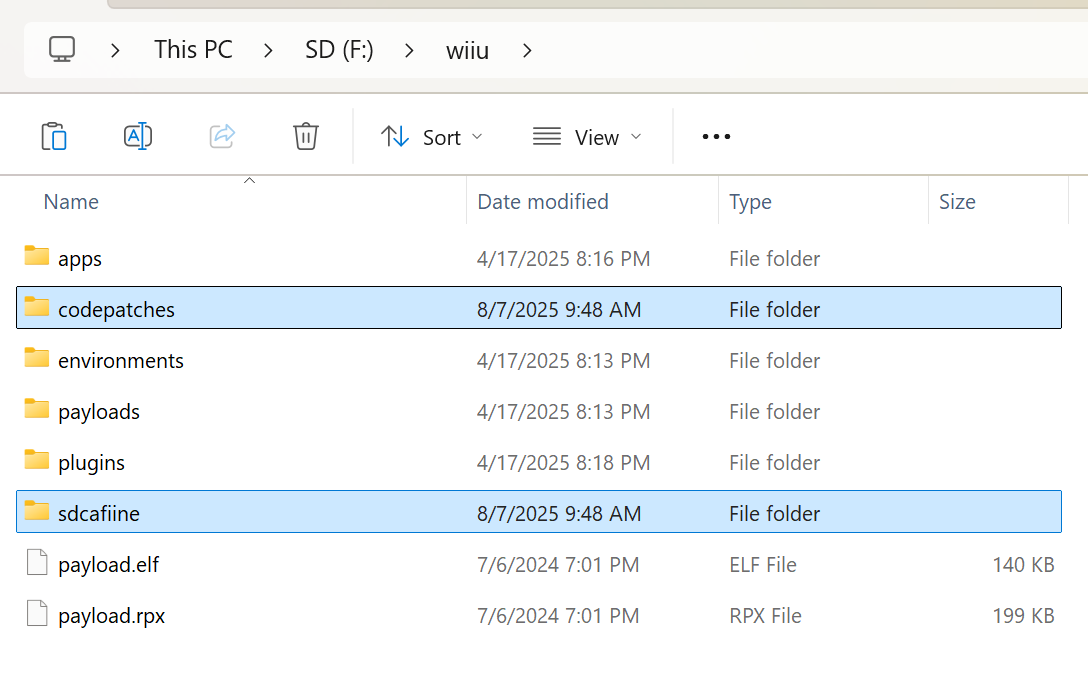 This PC > SD (F:) > wiiu >
Sort View
Name Date modified Type Size
apps 4/17/2025 8:16 PM File folder
codepatches 8/7/2025 9:48 AM File folder
environments 4/17/2025 8:13 PM File folder
payloads 4/17/2025 8:13 PM File folder
plugins 4/17/2025 8:18 PM File folder
sdcafiine 8/7/2025 9:48 AM File folder
payload.elf 7/6/2024 7:01 PM ELF File 140 KB
payload.rpx 7/6/2024 7:01 PM RPX File 199 KB